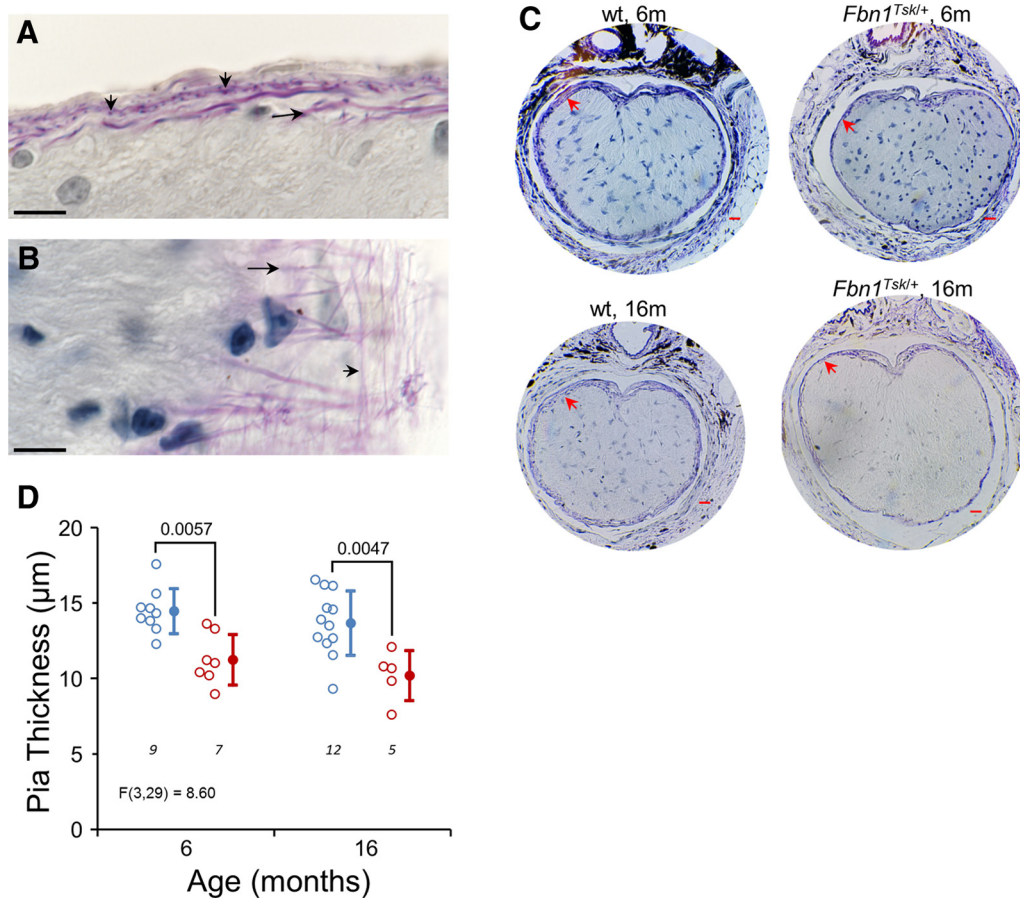 A
B
C
wt, 6m
Fbn1Tsk/+, 6m
wt, 16m
Fbn1Tsk/+, 16m
D
0.0057
0.0047
20
15
10
5
0
Pia Thickness (µm)
9
7
12
5
F(3,29) = 8.60
6
16
Age (months)